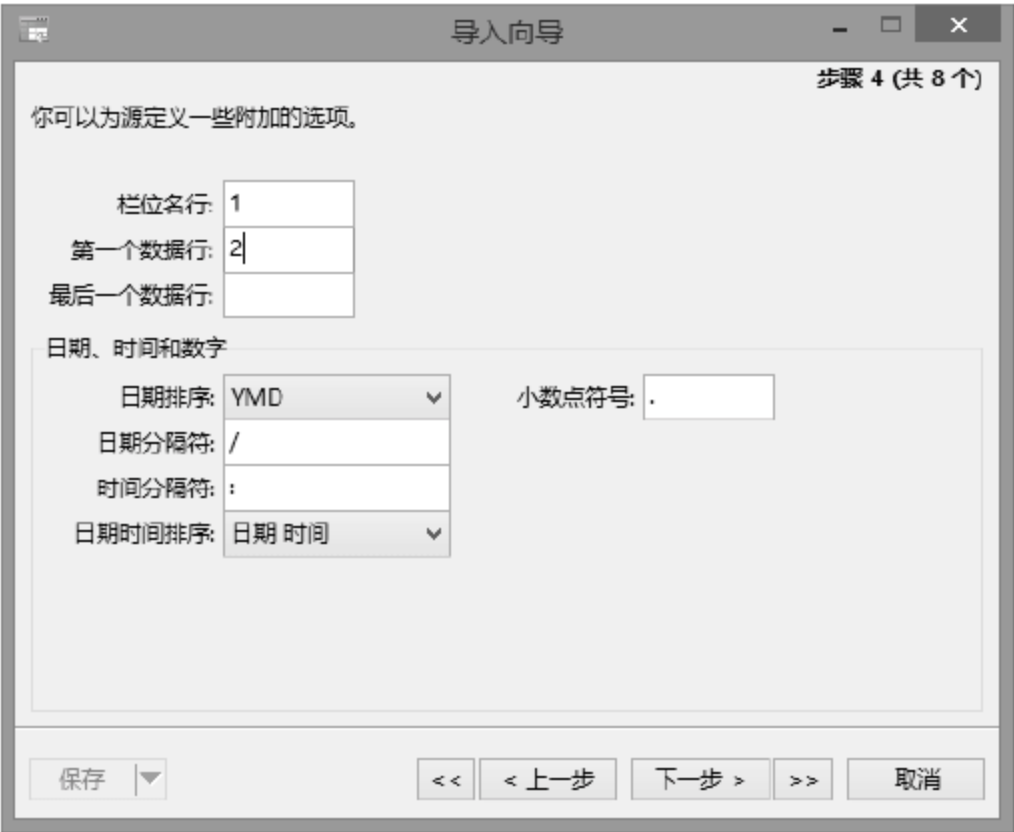 导入向导
步骤 4 (共 8 个)
你可以为源定义一些附加的选项。
栏位名行: 1
第一个数据行: 2
最后一个数据行:
日期、时间和数字
日期排序: YMD 小数点符号: .
日期分隔符: /
时间分隔符: :
日期时间排序: 日期 时间
保存 << < 上一步 下一步 > >> 取消